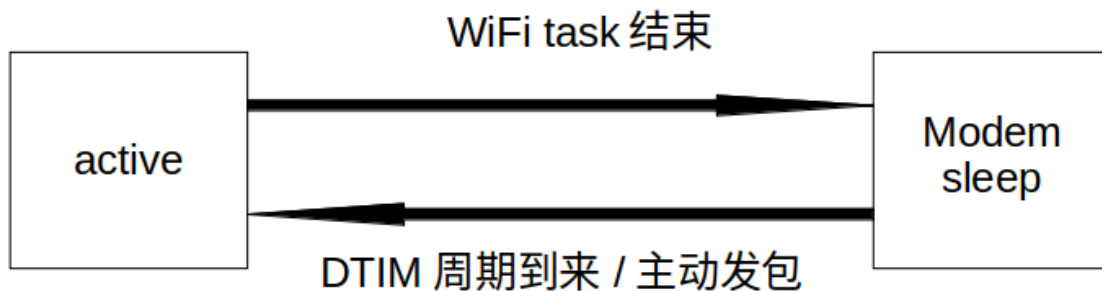 WiFi task 结束
active
Modem
sleep
DTIM 周期到来 / 主动发包